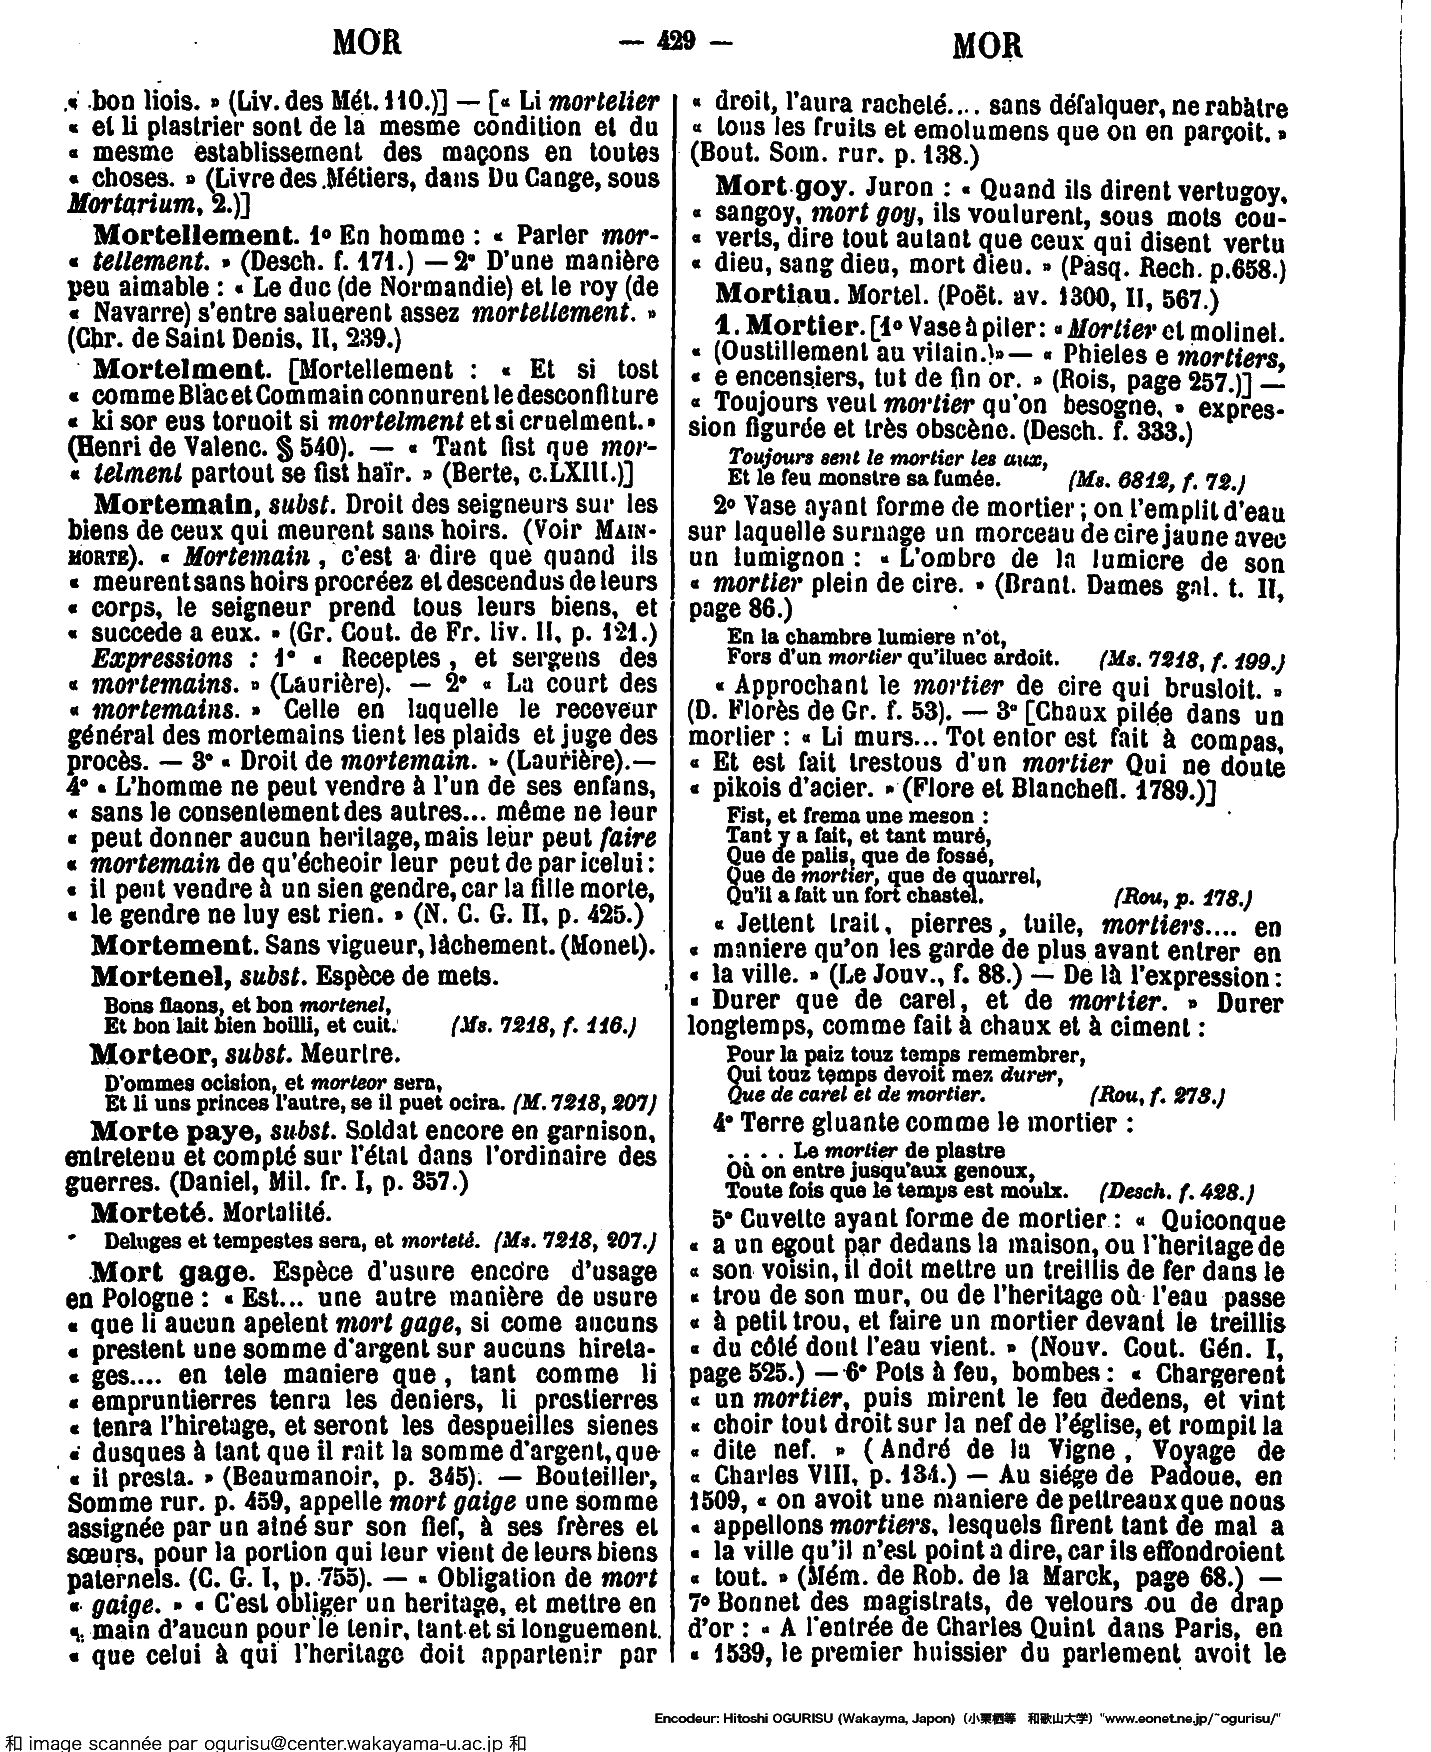 MOR — 429 — MOR
« bon liois. » (Liv. des Mét. 110.)] — [« Li mortelier
« et li plastrier sont de la mesme condition et du
« mesme establissement des maçons en toutes
« choses. » (Livre des Métiers, dans Du Cange, sous
Mortarium, 2.)]
Mortellement. 1º En homme : « Parler mor-
« tellement. » (Desch. f. 171.) — 2º D'une manière
peu aimable : « Le duc (de Normandie) et le roy (de
« Navarre) s'entre saluerent assez mortellement. »
(Chr. de Saint Denis, II, 239.)
Mortelment. [Mortellement : « Et si tost
« comme Blac et Commain connurent le desconfiture
« ki sor eus tornoit si mortelment et si cruelment. »
(Henri de Valenc. § 540). — « Tant fist que mor-
« telment partout se fist haïr. » (Berte, c. LXIII.)]
Mortemain, subst. Droit des seigneurs sur les
biens de ceux qui meurent sans hoirs. (Voir MAIN-
MORTE). « Mortemain, c'est a dire que quand ils
« meurent sans hoirs procréez et descendus de leurs
« corps, le seigneur prend tous leurs biens, et
« succede a eux. » (Gr. Cout. de Fr. liv. II, p. 121.)
Expressions : 1º « Receptes, et sergens des
« mortemains. » (Laurière). — 2º « La court des
« mortemains. » Celle en laquelle le receveur
général des mortemains tient les plaids et juge des
procès. — 3º « Droit de mortemain. » (Laurière). —
4º « L'homme ne peut vendre à l'un de ses enfans,
« sans le consentement des autres... même ne leur
« peut donner aucun heritage, mais leur peut faire
« mortemain de qu'écheoir leur peut de par icelui :
« il peut vendre à un sien gendre, car la fille morte,
« le gendre ne luy est rien. » (N. C. G. II, p. 425.)
Mortement. Sans vigueur, lâchement. (Monet).
Mortenel, subst. Espèce de mets.
Bons flaons, et bon mortenel,
Et bon lait bien boilli, et cuit. (Ms. 7218, f. 116.)
Morteor, subst. Meurtre.
D'ommes ocision, et morteor sera,
Et li uns princes l'autre, se il puet ocira. (M. 7218, 207)
Morte paye, subst. Soldat encore en garnison,
entretenu et compté sur l'état dans l'ordinaire des
guerres. (Daniel, Mil. fr. I, p. 357.)
Morteté. Mortalité.
Deluges et tempestes sera, et morteté. (Ms. 7218, 207.)
Mort gage. Espèce d'usure encore d'usage
en Pologne : « Est... une autre manière de usure
« que li aucun apelent mort gage, si come aucuns
« prestent une somme d'argent sur aucuns hireta-
« ges.... en tele maniere que, tant comme li
« empruntierres tenra les deniers, li prestierres
« tenra l'hiretage, et seront les despueilles sienes
« dusques à tant que il rait la somme d'argent, que
« il presta. » (Beaumanoir, p. 345). — Bouteiller,
Somme rur. p. 459, appelle mort gaige une somme
assignée par un aîné sur son fief, à ses frères et
sœurs, pour la portion qui leur vient de leurs biens
paternels. (C. G. I, p. 755). — « Obligation de mort
« gaige. » « C'est obliger un heritage, et mettre en
« main d'aucun pour le tenir, tant et si longuement
« que celui à qui l'heritage doit appartenir par
« droit, l'aura racheté.... sans défalquer, ne rabàtre
« tous les fruits et emolumens que on en parçoit. »
(Bout. Som. rur. p. 138.)
Mort goy. Juron : « Quand ils dirent vertugoy,
« sangoy, mort goy, ils voulurent, sous mots cou-
« verts, dire tout autant que ceux qui disent vertu
« dieu, sang dieu, mort dieu. » (Pasq. Rech. p. 658.)
Mortiau. Mortel. (Poët. av. 1300, II, 567.)
1. Mortier. [1º Vase à piler : « Mortier et molinel.
« (Oustillement au vilain.) » — « Phieles e mortiers,
« e encensiers, tut de fin or. » (Rois, page 257.)] —
« Toujours veut mortier qu'on besogne, » expres-
sion figurée et très obscène. (Desch. f. 333.)
Toujours sent le mortier les aux,
Et le feu monstre sa fumée. (Ms. 6812, f. 72.)
2º Vase ayant forme de mortier ; on l'emplit d'eau
sur laquelle surnage un morceau de cire jaune avec
un lumignon : « L'ombre de la lumiere de son
« mortier plein de cire. » (Brant. Dames gal. t. II,
page 86.)
En la chambre lumiere n'ot,
Fors d'un mortier qu'iluec ardoit. (Ms. 7218, f. 199.)
« Approchant le mortier de cire qui brusloit. »
(D. Florès de Gr. f. 53). — 3º [Chaux pilée dans un
mortier : « Li murs... Tot entor est fait à compas,
« Et est fait trestous d'un mortier Qui ne doute
« pikois d'acier. » (Flore et Blanchefl. 1789.)]
Fist, et frema une meson :
Tant y a fait, et tant muré,
Que de palis, que de fossé,
Que de mortier, que de quarrel,
Qu'il a fait un fort chastel. (Rou, p. 178.)
« Jettent trait, pierres, tuile, mortiers.... en
« maniere qu'on les garde de plus avant entrer en
« la ville. » (Le Jouv., f. 88.) — De là l'expression :
« Durer que de carel, et de mortier. » Durer
longtemps, comme fait à chaux et à ciment :
Pour la paiz touz temps remembrer,
Qui touz temps devoit mez durer,
Que de carel et de mortier. (Rou, f. 273.)
4º Terre gluante comme le mortier :
. . . . Le mortier de plastre
Où on entre jusqu'aux genoux,
Toute fois que le temps est moulx. (Desch. f. 428.)
5º Cuvette ayant forme de mortier : « Quiconque
« a un egout par dedans la maison, ou l'heritage de
« son voisin, il doit mettre un treillis de fer dans le
« trou de son mur, ou de l'heritage où l'eau passe
« à petit trou, et faire un mortier devant le treillis
« du côté dont l'eau vient. » (Nouv. Cout. Gén. I,
page 525.) — 6º Pots à feu, bombes : « Chargerent
« un mortier, puis mirent le feu dedens, et vint
« choir tout droit sur la nef de l'église, et rompit la
« dite nef. » (André de la Vigne, Voyage de
« Charles VIII, p. 134.) — Au siége de Padoue, en
1509, « on avoit une maniere de pettreaux que nous
« appellons mortiers, lesquels firent tant de mal a
« la ville qu'il n'est point a dire, car ils effondroient
« tout. » (Mém. de Rob. de la Marck, page 68.) —
7º Bonnet des magistrats, de velours ou de drap
d'or : « A l'entrée de Charles Quint dans Paris, en
« 1539, le premier huissier du parlement avoit le
Encodeur: Hitoshi OGURISU (Wakayma, Japon) (小栗栖等 和歌山大学) "www.eonet.ne.jp/~ogurisu/"
和 image scannée par ogurisu@center.wakayama-u.ac.jp 和